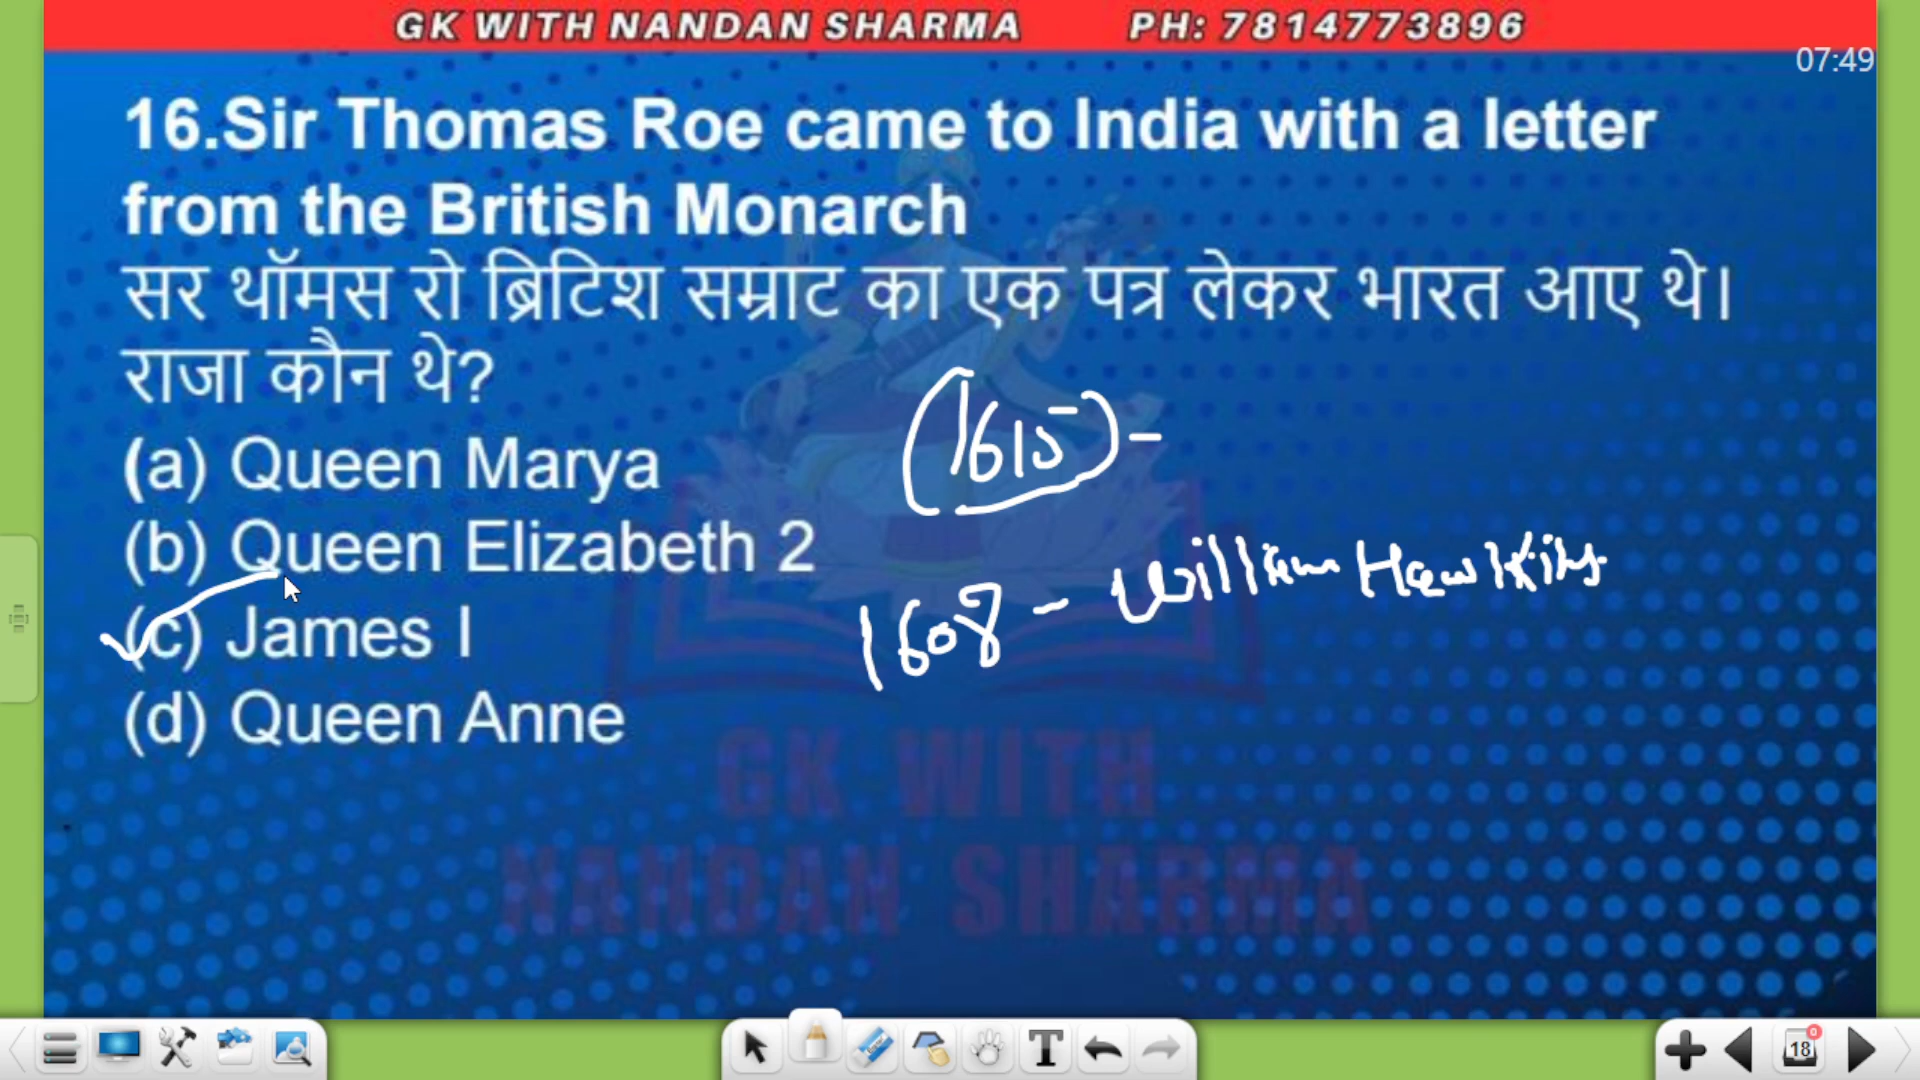 GK WITH NANDAN SHARMA PH: 7814773896
07:49
16.Sir Thomas Roe came to India with a letter
from the British Monarch
सर थॉमस रो ब्रिटिश सम्राट का एक पत्र लेकर भारत आए थे।
राजा कौन थे?
(1615) -
(a) Queen Marya
(b) Queen Elizabeth 2
1608 - William Hawkins
(c) James I
(d) Queen Anne
GK WITH
NANDAN SHARMA
T
18
0